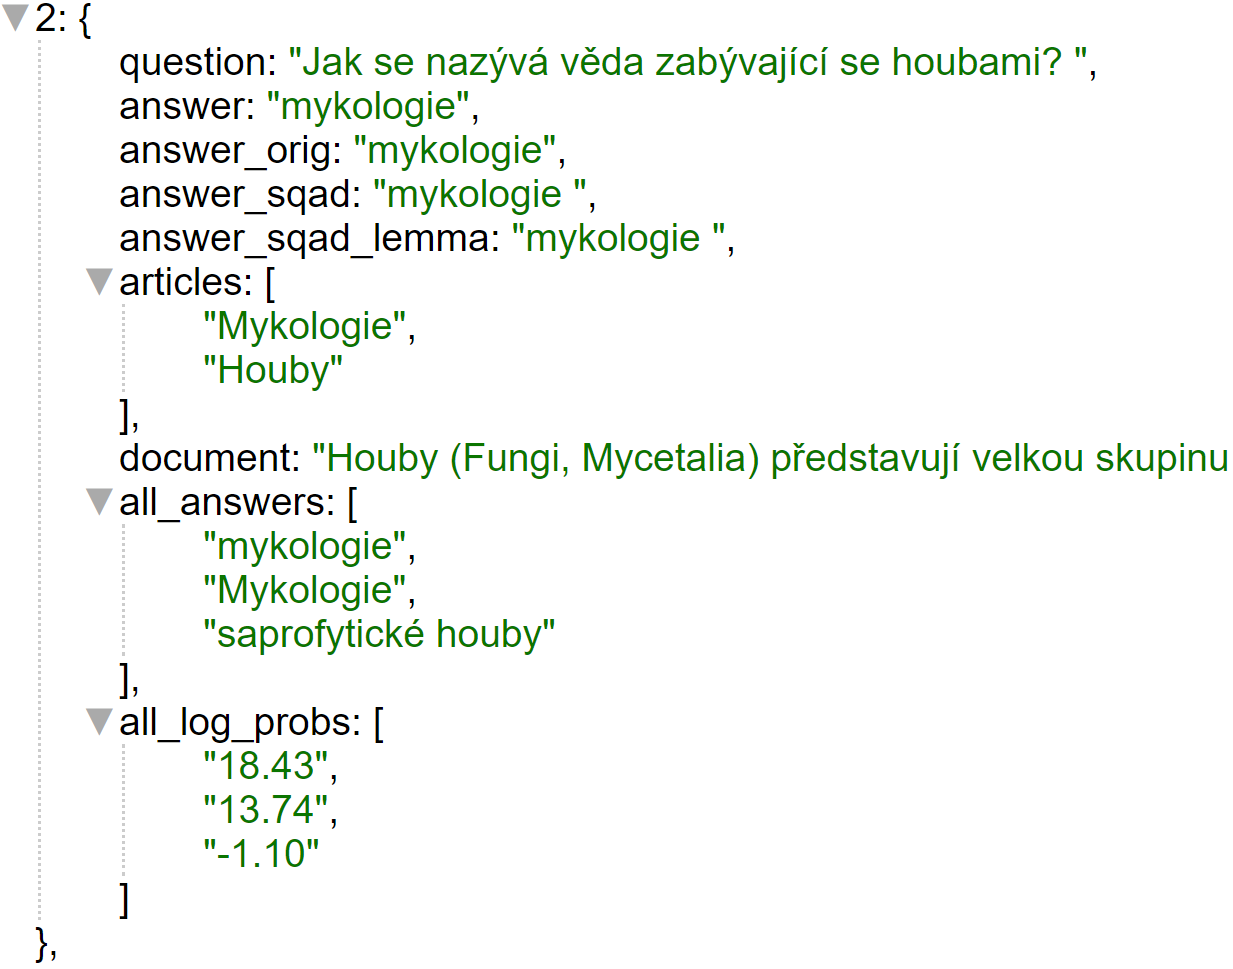 2: {
question: "Jak se nazývá věda zabývající se houbami? ",
answer: "mykologie",
answer_orig: "mykologie",
answer_sqad: "mykologie ",
answer_sqad_lemma: "mykologie ",
articles: [
"Mykologie",
"Houby"
],
document: "Houby (Fungi, Mycetalia) představují velkou skupinu
all_answers: [
"mykologie",
"Mykologie",
"saprofytické houby"
],
all_log_probs: [
"18.43",
"13.74",
"-1.10"
]
},